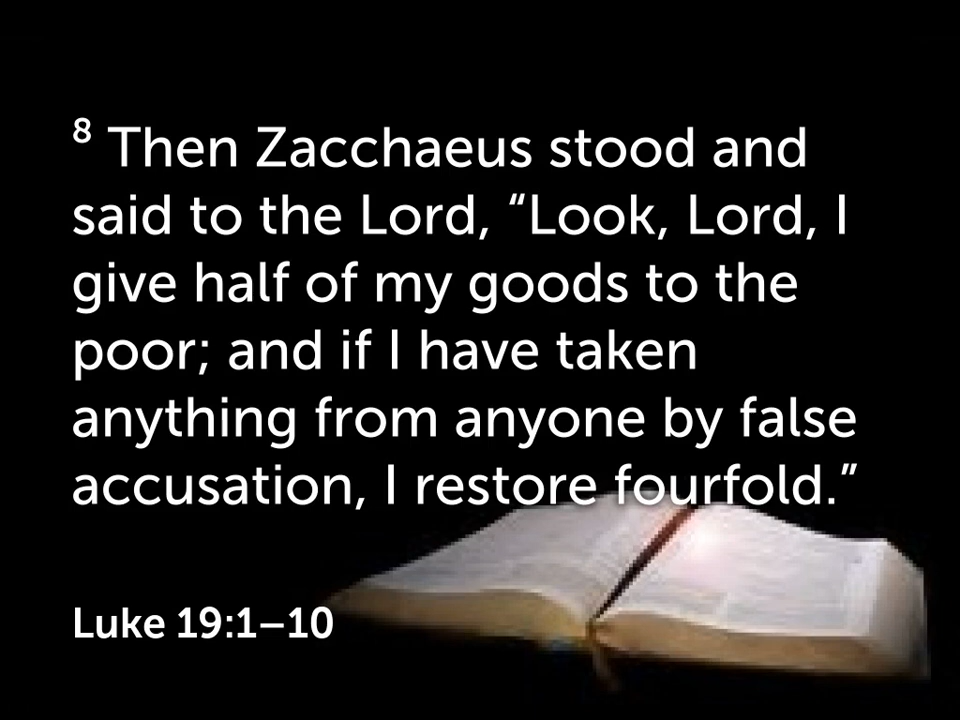 ⁸ Then Zacchaeus stood and
said to the Lord, “Look, Lord, I
give half of my goods to the
poor; and if I have taken
anything from anyone by false
accusation, I restore fourfold.”
Luke 19:1–10